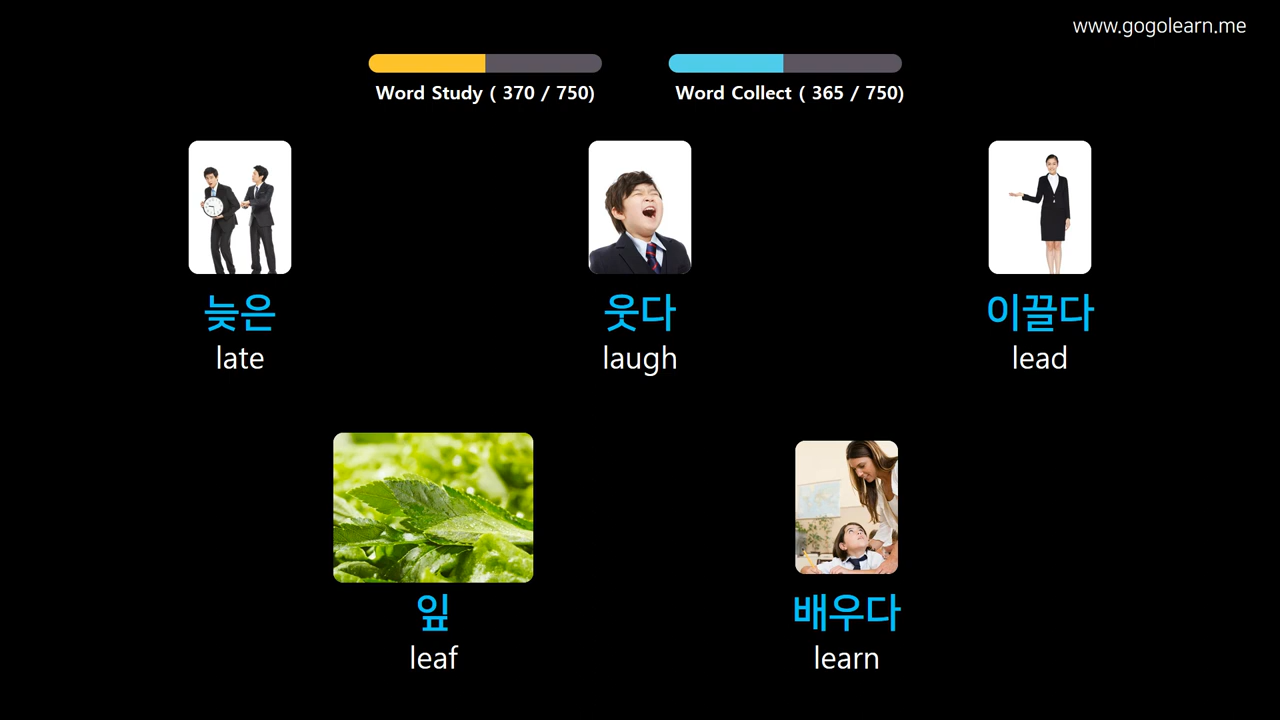 www.gogolearn.me
Word Study ( 370 / 750)
Word Collect ( 365 / 750)
늦은
late
웃다
laugh
이끌다
lead
잎
leaf
배우다
learn